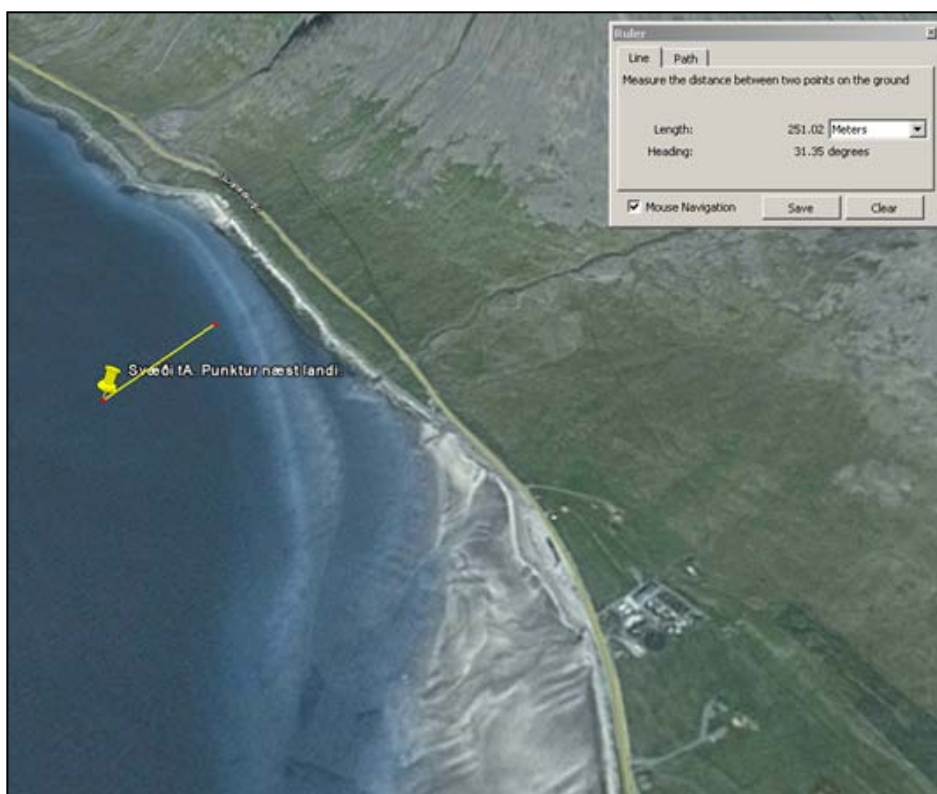 Ruler
Line Path
Measure the distance between two points on the ground
Length: 251.02 Meters
Heading: 31.35 degrees
Mouse Navigation Save Clear
Svæði tA. Punktur næst landi.